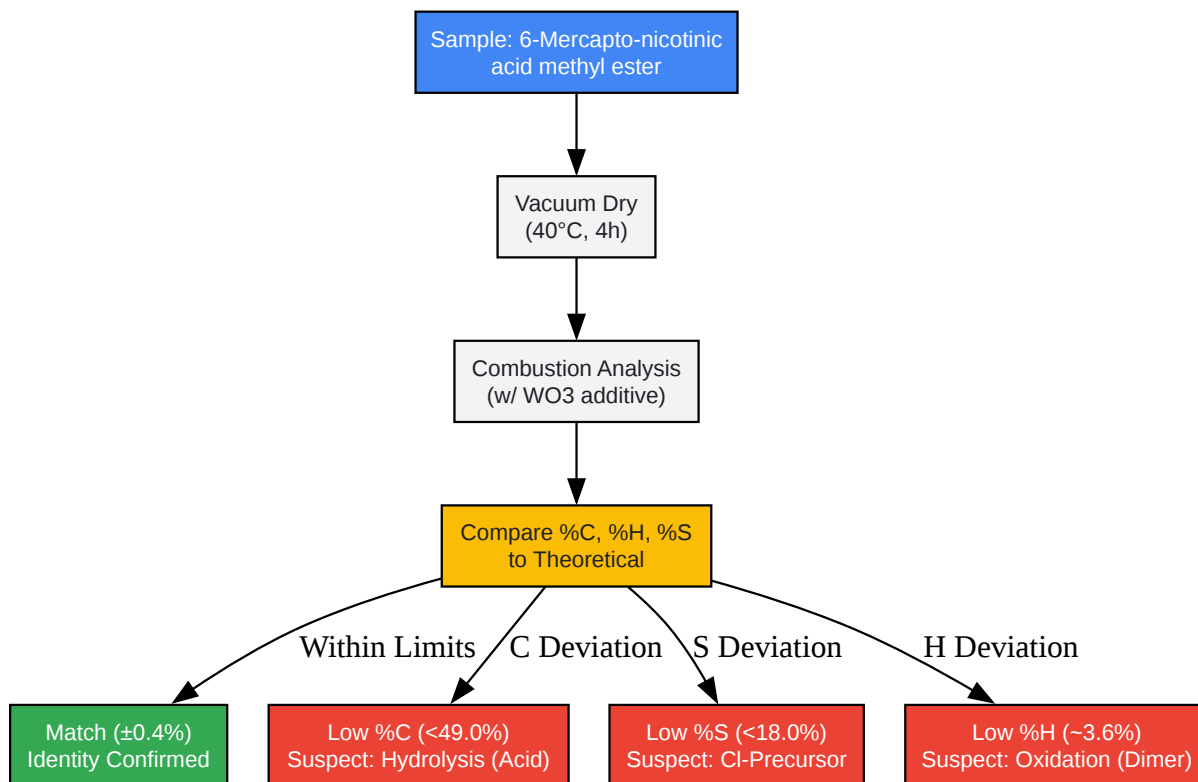 Sample: 6-Mercapto-nicotinic
acid methyl ester
Vacuum Dry
(40°C, 4h)
Combustion Analysis
(w/ WO3 additive)
Compare %C, %H, %S
to Theoretical
Within Limits
C Deviation
S Deviation
H Deviation
Match (±0.4%)
Identity Confirmed
Low %C (<49.0%)
Suspect: Hydrolysis (Acid)
Low %S (<18.0%)
Suspect: Cl-Precursor
Low %H (~3.6%)
Suspect: Oxidation (Dimer)